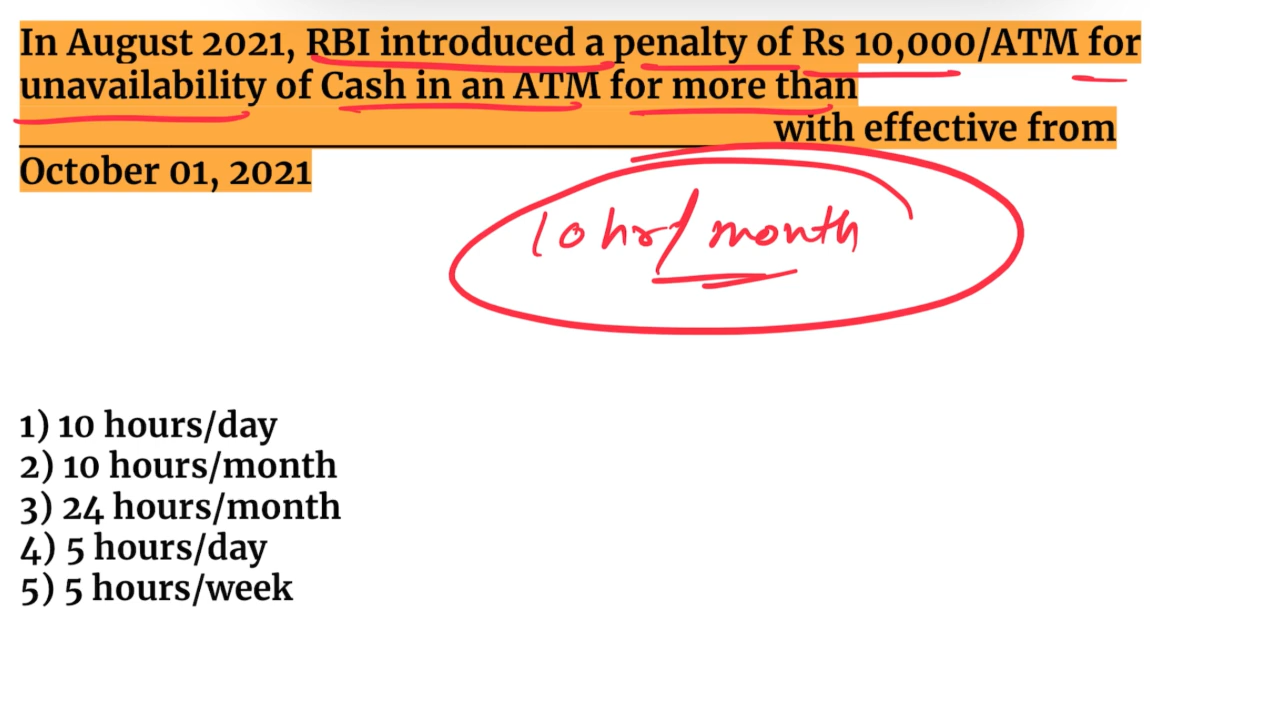 In August 2021, RBI introduced a penalty of Rs 10,000/ATM for
unavailability of Cash in an ATM for more than
with effective from
October 01, 2021
10 hr/month
1) 10 hours/day
2) 10 hours/month
3) 24 hours/month
4) 5 hours/day
5) 5 hours/week